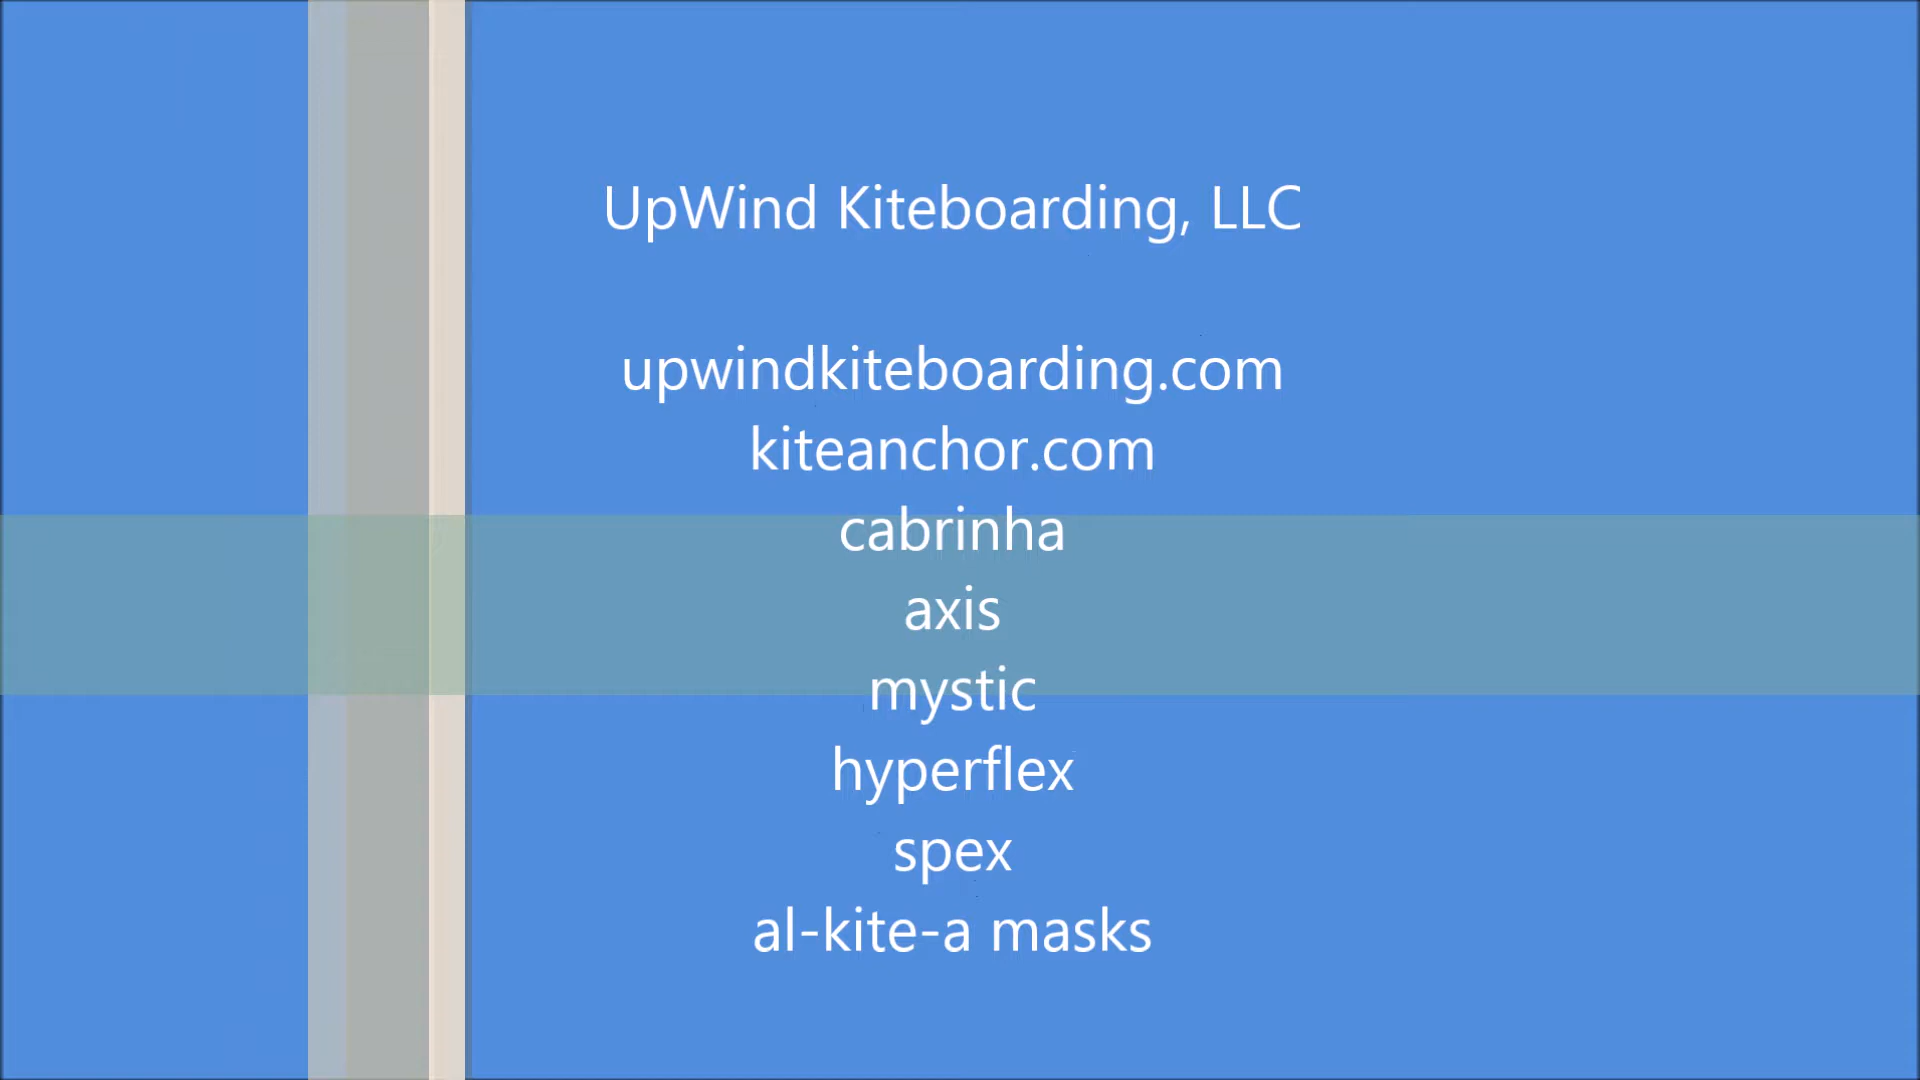 UpWind Kiteboarding, LLC
upwindkiteboarding.com
kiteanchor.com
cabrinha
axis
mystic
hyperflex
spex
al-kite-a masks